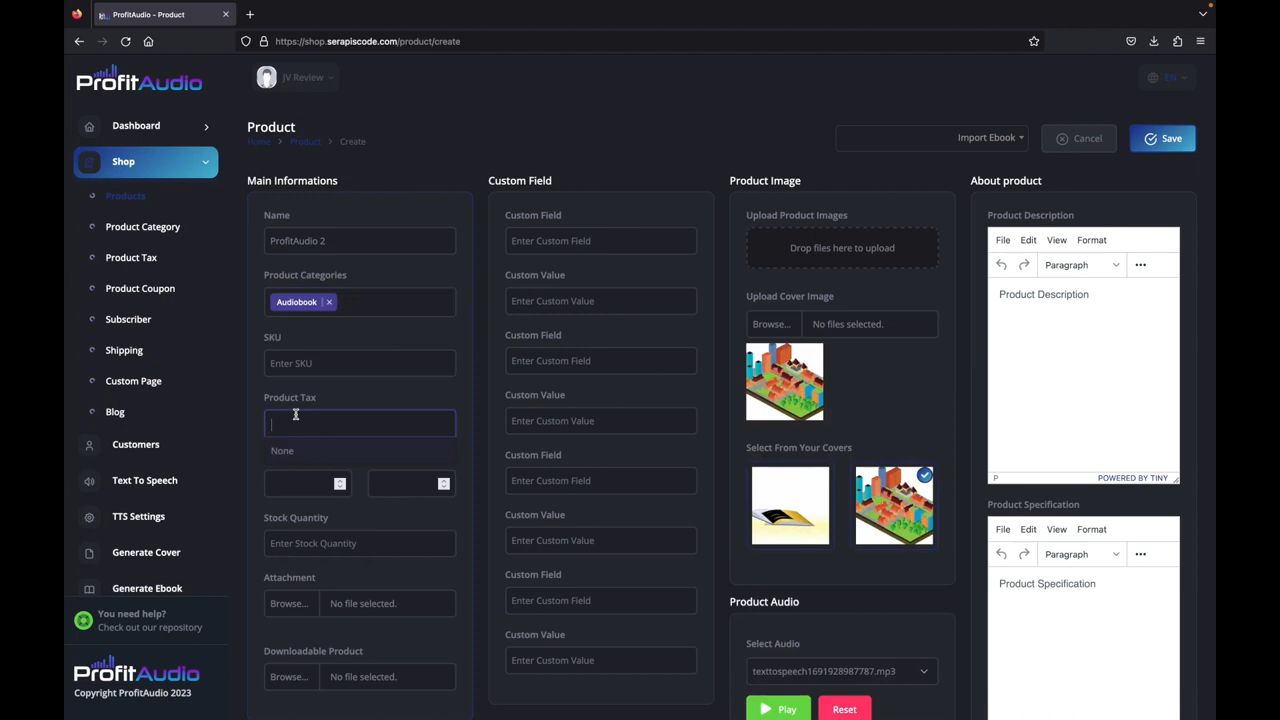 ProfitAudio - Product
https://shop.serapiscode.com/product/create
ProfitAudio
JV Review
EN
Dashboard
Shop
Products
Product Category
Product Tax
Product Coupon
Subscriber
Shipping
Custom Page
Blog
Customers
Text To Speech
TTS Settings
Generate Cover
Generate Ebook
You need help?
Check out our repository
ProfitAudio
Copyright ProfitAudio 2023
Product
Home > Product > Create
Import Ebook
Cancel
Save
Main Informations
Name
ProfitAudio 2
Product Categories
Audiobook
SKU
Enter SKU
Product Tax
None
Stock Quantity
Enter Stock Quantity
Attachment
Browse... No file selected.
Downloadable Product
Browse... No file selected.
Custom Field
Custom Field
Enter Custom Field
Custom Value
Enter Custom Value
Custom Field
Enter Custom Field
Custom Value
Enter Custom Value
Custom Field
Enter Custom Field
Custom Value
Enter Custom Value
Custom Field
Enter Custom Field
Custom Value
Enter Custom Value
Product Image
Upload Product Images
Drop files here to upload
Upload Cover Image
Browse... No files selected.
Select From Your Covers
Product Audio
Select Audio
texttospeech1691928987787.mp3
Play
Reset
About product
Product Description
File Edit View Format
Paragraph
Product Description
P POWERED BY TINY
Product Specification
File Edit View Format
Paragraph
Product Specification